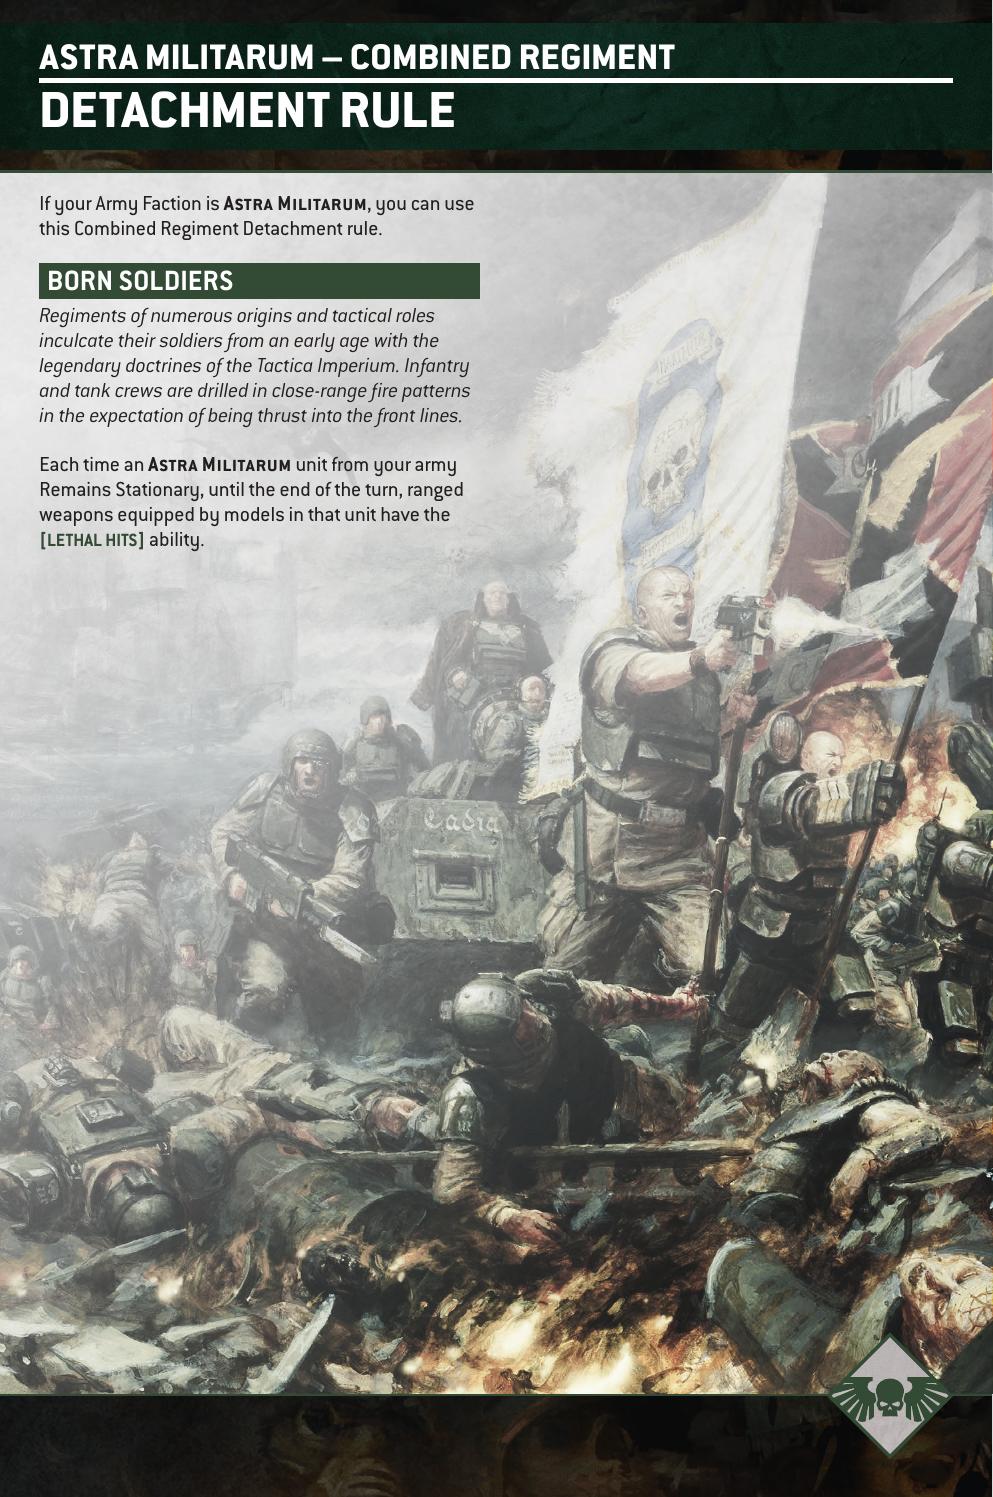 ASTRA MILITARUM – COMBINED REGIMENT
DETACHMENT RULE
If your Army Faction is ASTRA MILITARUM, you can use
this Combined Regiment Detachment rule.
BORN SOLDIERS
Regiments of numerous origins and tactical roles
inculcate their soldiers from an early age with the
legendary doctrines of the Tactica Imperium. Infantry
and tank crews are drilled in close-range fire patterns
in the expectation of being thrust into the front lines.
Each time an ASTRA MILITARUM unit from your army
Remains Stationary, until the end of the turn, ranged
weapons equipped by models in that unit have the
[LETHAL HITS] ability.
Cadia